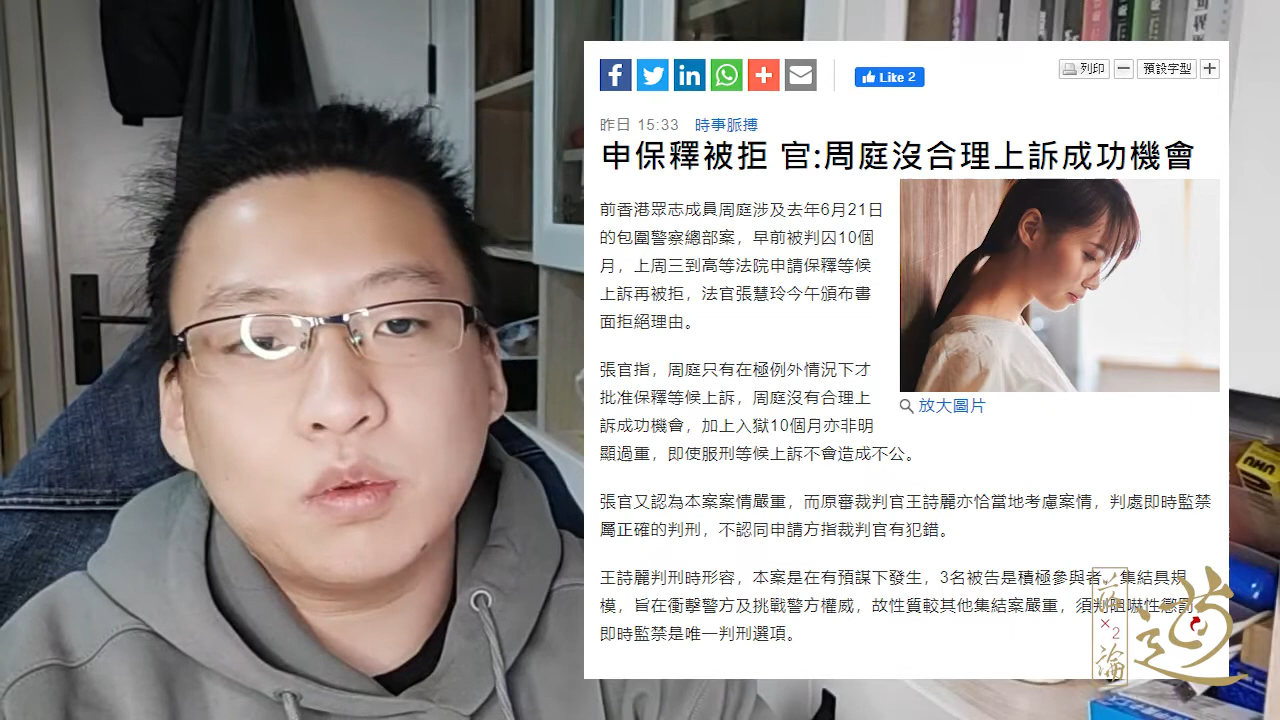 列印
預設字型
Like 2
昨日 15:33 時事脈搏
申保釋被拒 官:周庭沒合理上訴成功機會
前香港眾志成員周庭涉及去年6月21日
的包圍警察總部案，早前被判囚10個
月，上周三到高等法院申請保釋等候
上訴再被拒，法官張慧玲今午頒布書
面拒絕理由。
放大圖片
張官指，周庭只有在極例外情況下才
批准保釋等候上訴，周庭沒有合理上
訴成功機會，加上入獄10個月亦非明
顯過重，即使服刑等候上訴不會造成不公。
張官又認為本案案情嚴重，而原審裁判官王詩麗亦恰當地考慮案情，判處即時監禁
屬正確的判刑，不認同申請方指裁判官有犯錯。
王詩麗判刑時形容，本案是在有預謀下發生，3名被告是積極參與者，集結具規
模，旨在衝擊警方及挑戰警方權威，故性質較其他集結案嚴重，須判阻嚇性懲罰，
即時監禁是唯一判刑選項。
×2
論
UHU